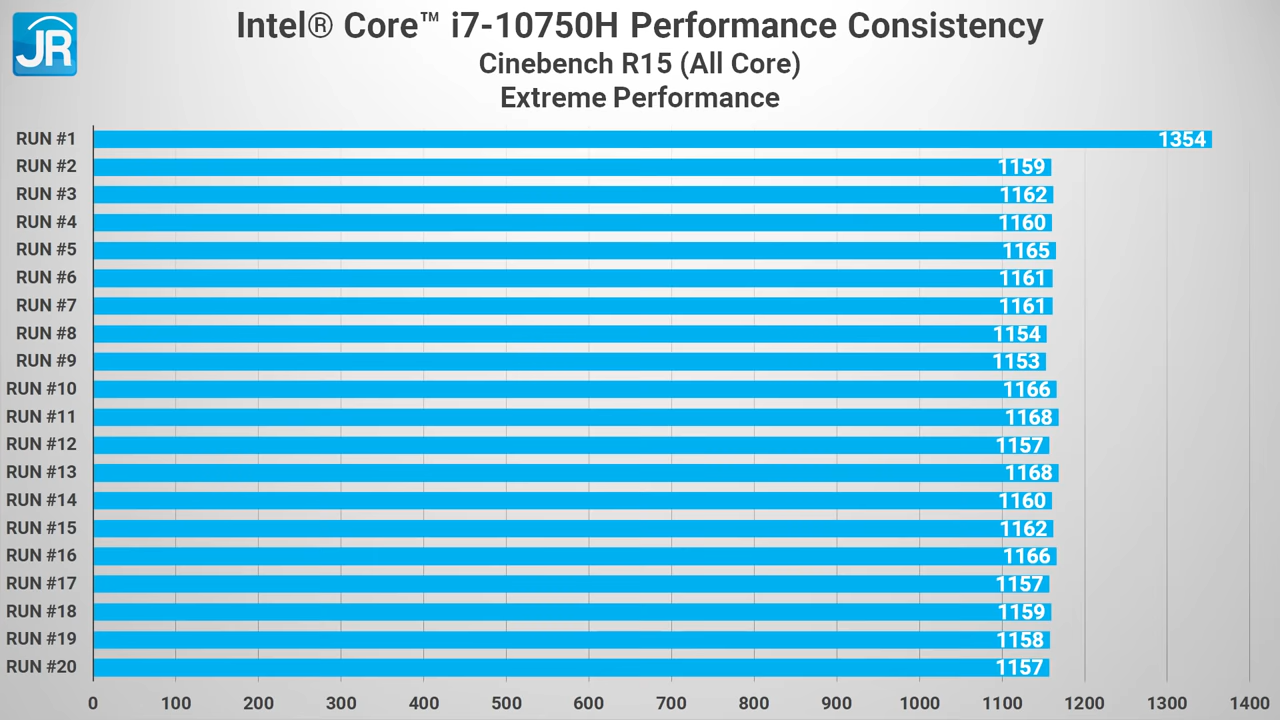 JR
Intel® Core™ i7-10750H Performance Consistency
Cinebench R15 (All Core)
Extreme Performance
RUN #1 1354
RUN #2 1159
RUN #3 1162
RUN #4 1160
RUN #5 1165
RUN #6 1161
RUN #7 1161
RUN #8 1154
RUN #9 1153
RUN #10 1166
RUN #11 1168
RUN #12 1157
RUN #13 1168
RUN #14 1160
RUN #15 1162
RUN #16 1166
RUN #17 1157
RUN #18 1159
RUN #19 1158
RUN #20 1157
0 100 200 300 400 500 600 700 800 900 1000 1100 1200 1300 1400